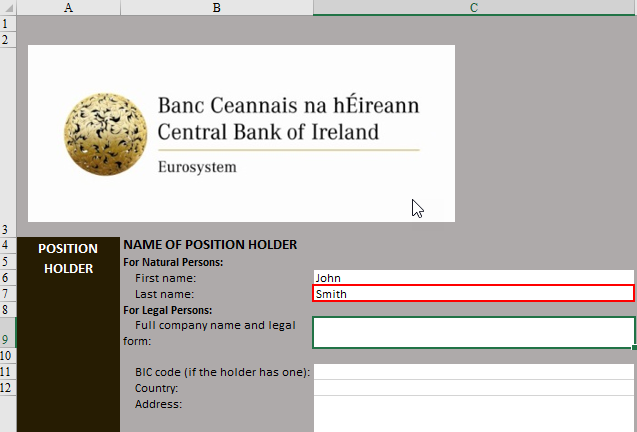 A B C
1
2
Banc Ceannais na hÉireann
Central Bank of Ireland
Eurosystem
3
4 POSITION HOLDER NAME OF POSITION HOLDER
5 For Natural Persons:
6 First name: John
7 Last name: Smith
8 For Legal Persons:
Full company name and legal
9 form:
10
11 BIC code (if the holder has one):
12 Country:
Address: